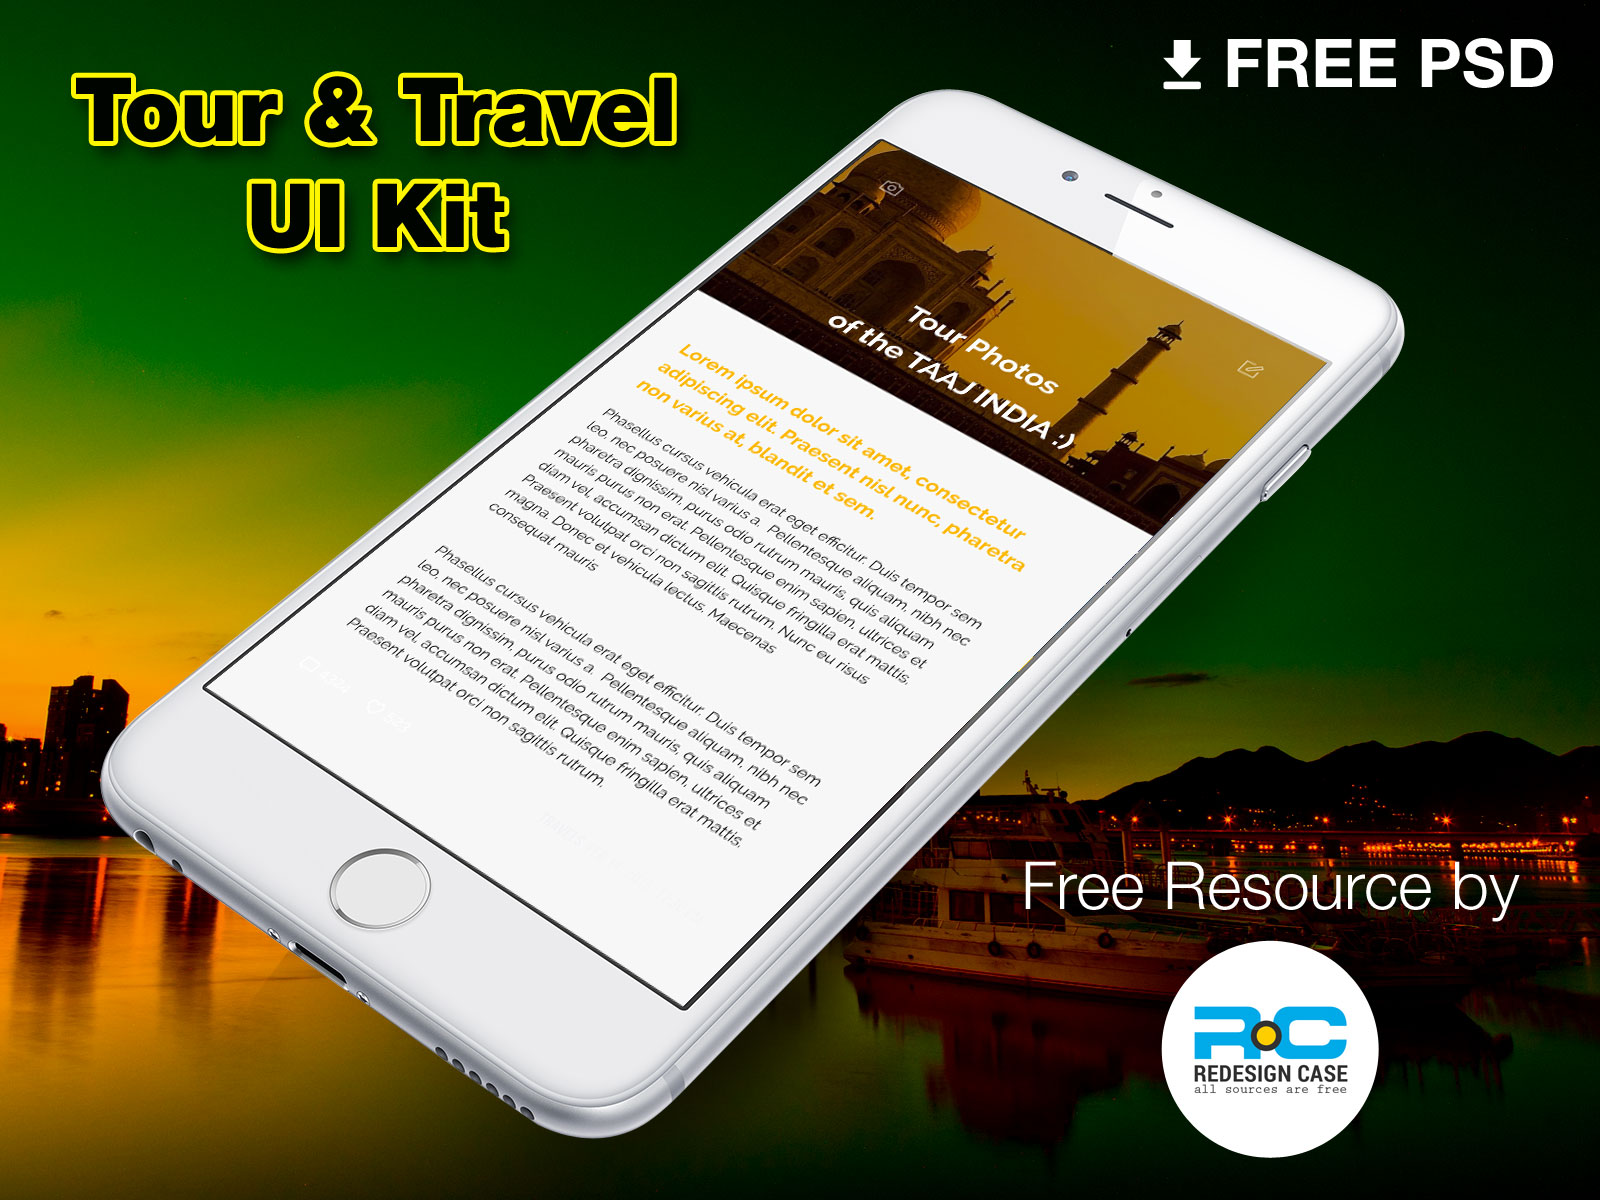 Tour & Travel
UI Kit
FREE PSD
Tour Photos
of the TAAJ INDIA :)
Lorem ipsum dolor sit amet, consectetur
adipiscing elit. Praesent nisl nunc, pharetra
non varius at, blandit et sem.
Phasellus cursus vehicula erat eget efficitur. Duis tempor sem
leo, nec posuere nisl varius a. Pellentesque aliquam, nibh nec
pharetra dignissim, purus odio rutrum mauris, quis aliquam
mauris purus non erat. Pellentesque enim sapien, ultrices et
diam vel, accumsan dictum elit. Quisque fringilla erat mattis.
Praesent volutpat orci non sagittis rutrum. Nunc eu risus
magna. Donec et vehicula lectus. Maecenas
consequat mauris
Phasellus cursus vehicula erat eget efficitur. Duis tempor sem
leo, nec posuere nisl varius a. Pellentesque aliquam, nibh nec
pharetra dignissim, purus odio rutrum mauris, quis aliquam
mauris purus non erat. Pellentesque enim sapien, ultrices et
diam vel, accumsan dictum elit. Quisque fringilla erat mattis.
Praesent volutpat orci non sagittis rutrum.
4,324
523
Free Resource by
RC
REDESIGN CASE
all sources are free